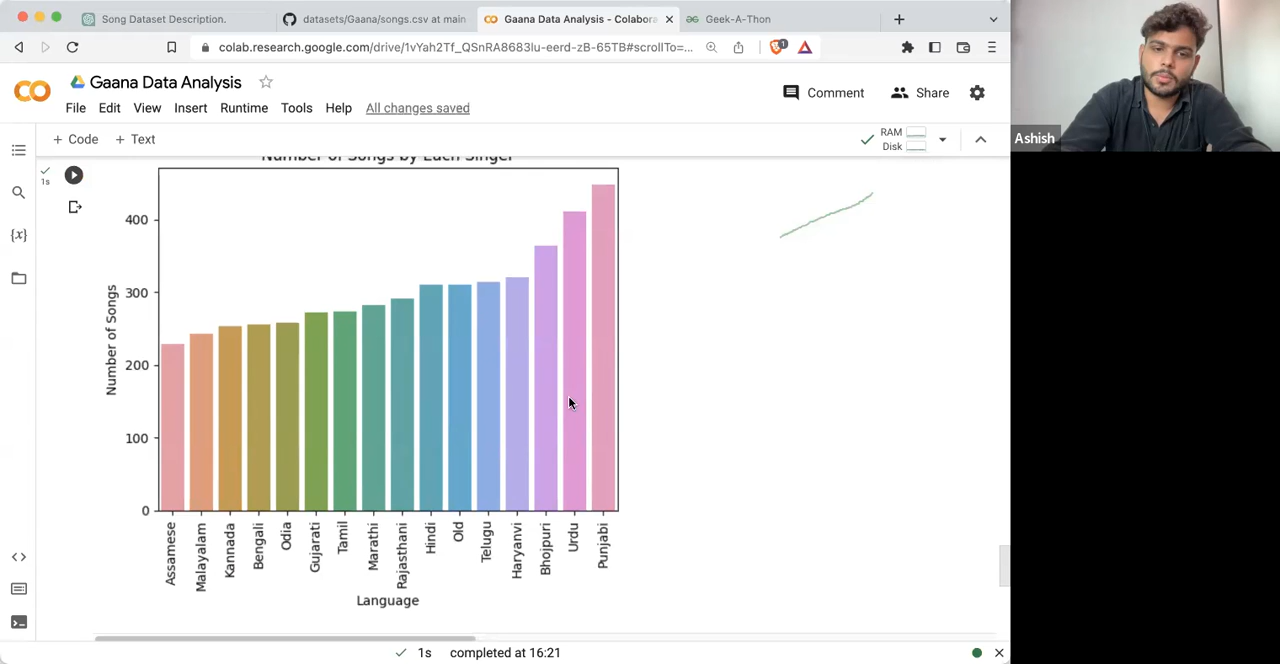 Song Dataset Description.
datasets/Gaana/songs.csv at main
Gaana Data Analysis - Colabora
Geek-A-Thon
colab.research.google.com/drive/1vYah2Tf_QSnRA8683lu-eerd-zB-65TB#scrollTo=...
1
Gaana Data Analysis
File Edit View Insert Runtime Tools Help All changes saved
Comment
Share
+ Code + Text
RAM
Disk
Number of Songs by Each Singer
1s
{x}
400
300
200
100
0
Number of Songs
Assamese
Malayalam
Kannada
Bengali
Odia
Gujarati
Tamil
Marathi
Rajasthani
Hindi
Old
Telugu
Haryanvi
Bhojpuri
Urdu
Punjabi
Language
1s completed at 16:21
Ashish